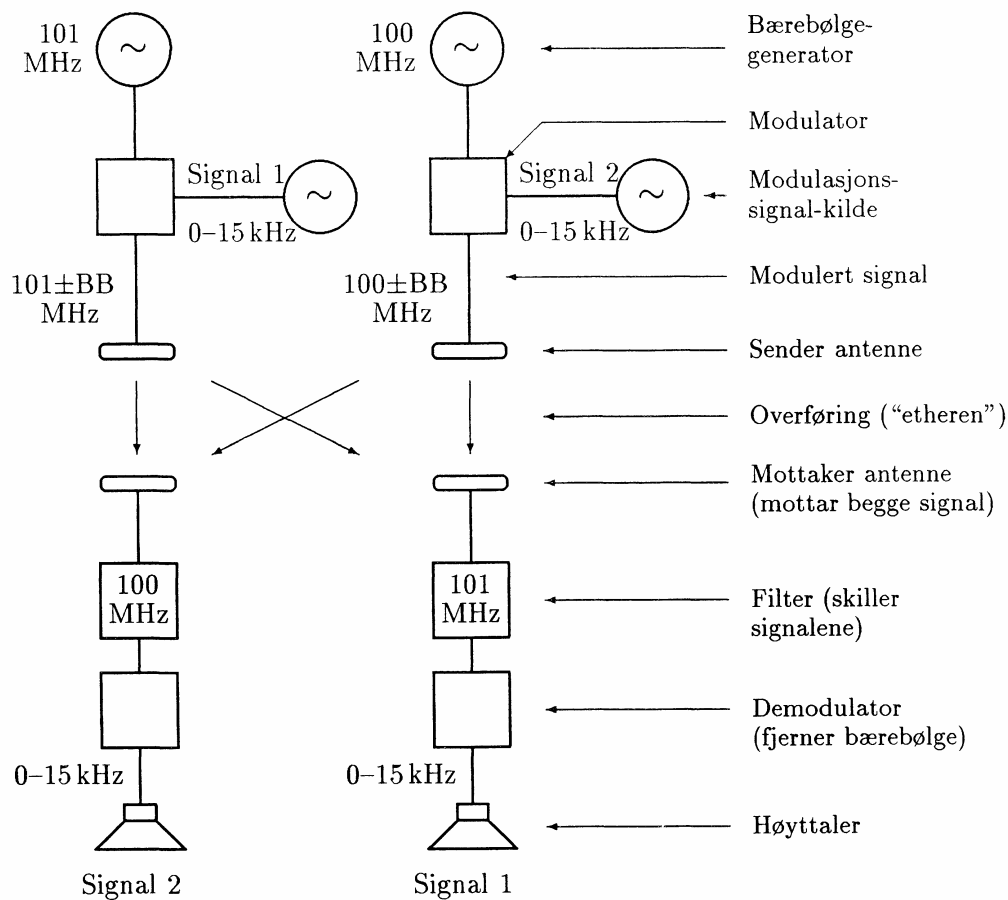 101
MHz
~
100
MHz
~
Bærebølge-
generator
Modulator
Signal 1
~
0–15 kHz
Signal 2
~
0–15 kHz
Modulasjons-
signal-kilde
101±BB
MHz
100±BB
MHz
Modulert signal
Sender antenne
Overføring (“etheren”)
Mottaker antenne
(mottar begge signal)
100
MHz
101
MHz
Filter (skiller
signalene)
Demodulator
(fjerner bærebølge)
0–15 kHz
0–15 kHz
Høyttaler
Signal 2
Signal 1